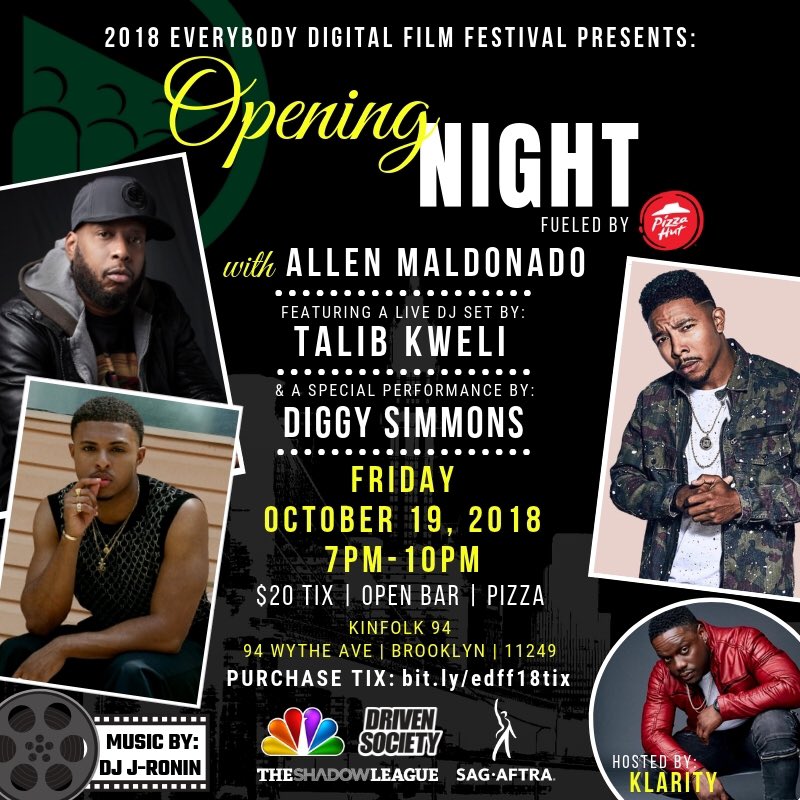 2018 EVERYBODY DIGITAL FILM FESTIVAL PRESENTS:
Opening
NIGHT
FUELED BY
Pizza
Hut
with ALLEN MALDONADO
FEATURING A LIVE DJ SET BY:
TALIB KWELI
& A SPECIAL PERFORMANCE BY:
DIGGY SIMMONS
FRIDAY
OCTOBER 19, 2018
7PM-10PM
$20 TIX | OPEN BAR | PIZZA
KINFOLK 94
94 WYTHE AVE | BROOKLYN | 11249
PURCHASE TIX: bit.ly/edff18tix
MUSIC BY:
DJ J-RONIN
DRIVEN
SOCIETY
THESHADOWLEAGUE
SAG·AFTRA.
HOSTED BY:
KLARITY